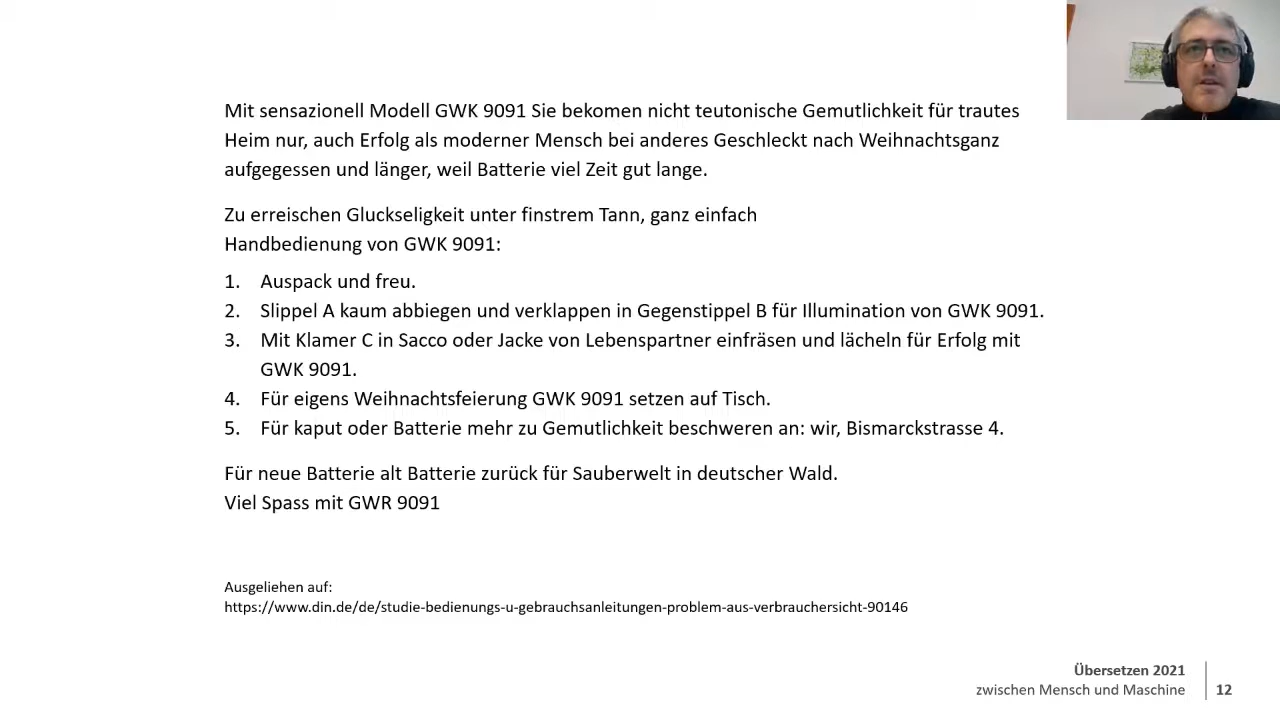 Mit sensazionell Modell GWK 9091 Sie bekomen nicht teutonische Gemutlichkeit für trautes
Heim nur, auch Erfolg als moderner Mensch bei anderes Geschleckt nach Weihnachtsganz
aufgegessen und länger, weil Batterie viel Zeit gut lange.
Zu erreischen Gluckseligkeit unter finstrem Tann, ganz einfach
Handbedienung von GWK 9091:
1. Auspack und freu.
2. Slippel A kaum abbiegen und verklappen in Gegenstippel B für Illumination von GWK 9091.
3. Mit Klamer C in Sacco oder Jacke von Lebenspartner einfräsen und lächeln für Erfolg mit
GWK 9091.
4. Für eigens Weihnachtsfeierung GWK 9091 setzen auf Tisch.
5. Für kaput oder Batterie mehr zu Gemutlichkeit beschweren an: wir, Bismarckstrasse 4.
Für neue Batterie alt Batterie zurück für Sauberwelt in deutscher Wald.
Viel Spass mit GWR 9091
Ausgeliehen auf:
https://www.din.de/de/studie-bedienungs-u-gebrauchsanleitungen-problem-aus-verbrauchersicht-90146
Übersetzen 2021
zwischen Mensch und Maschine
12